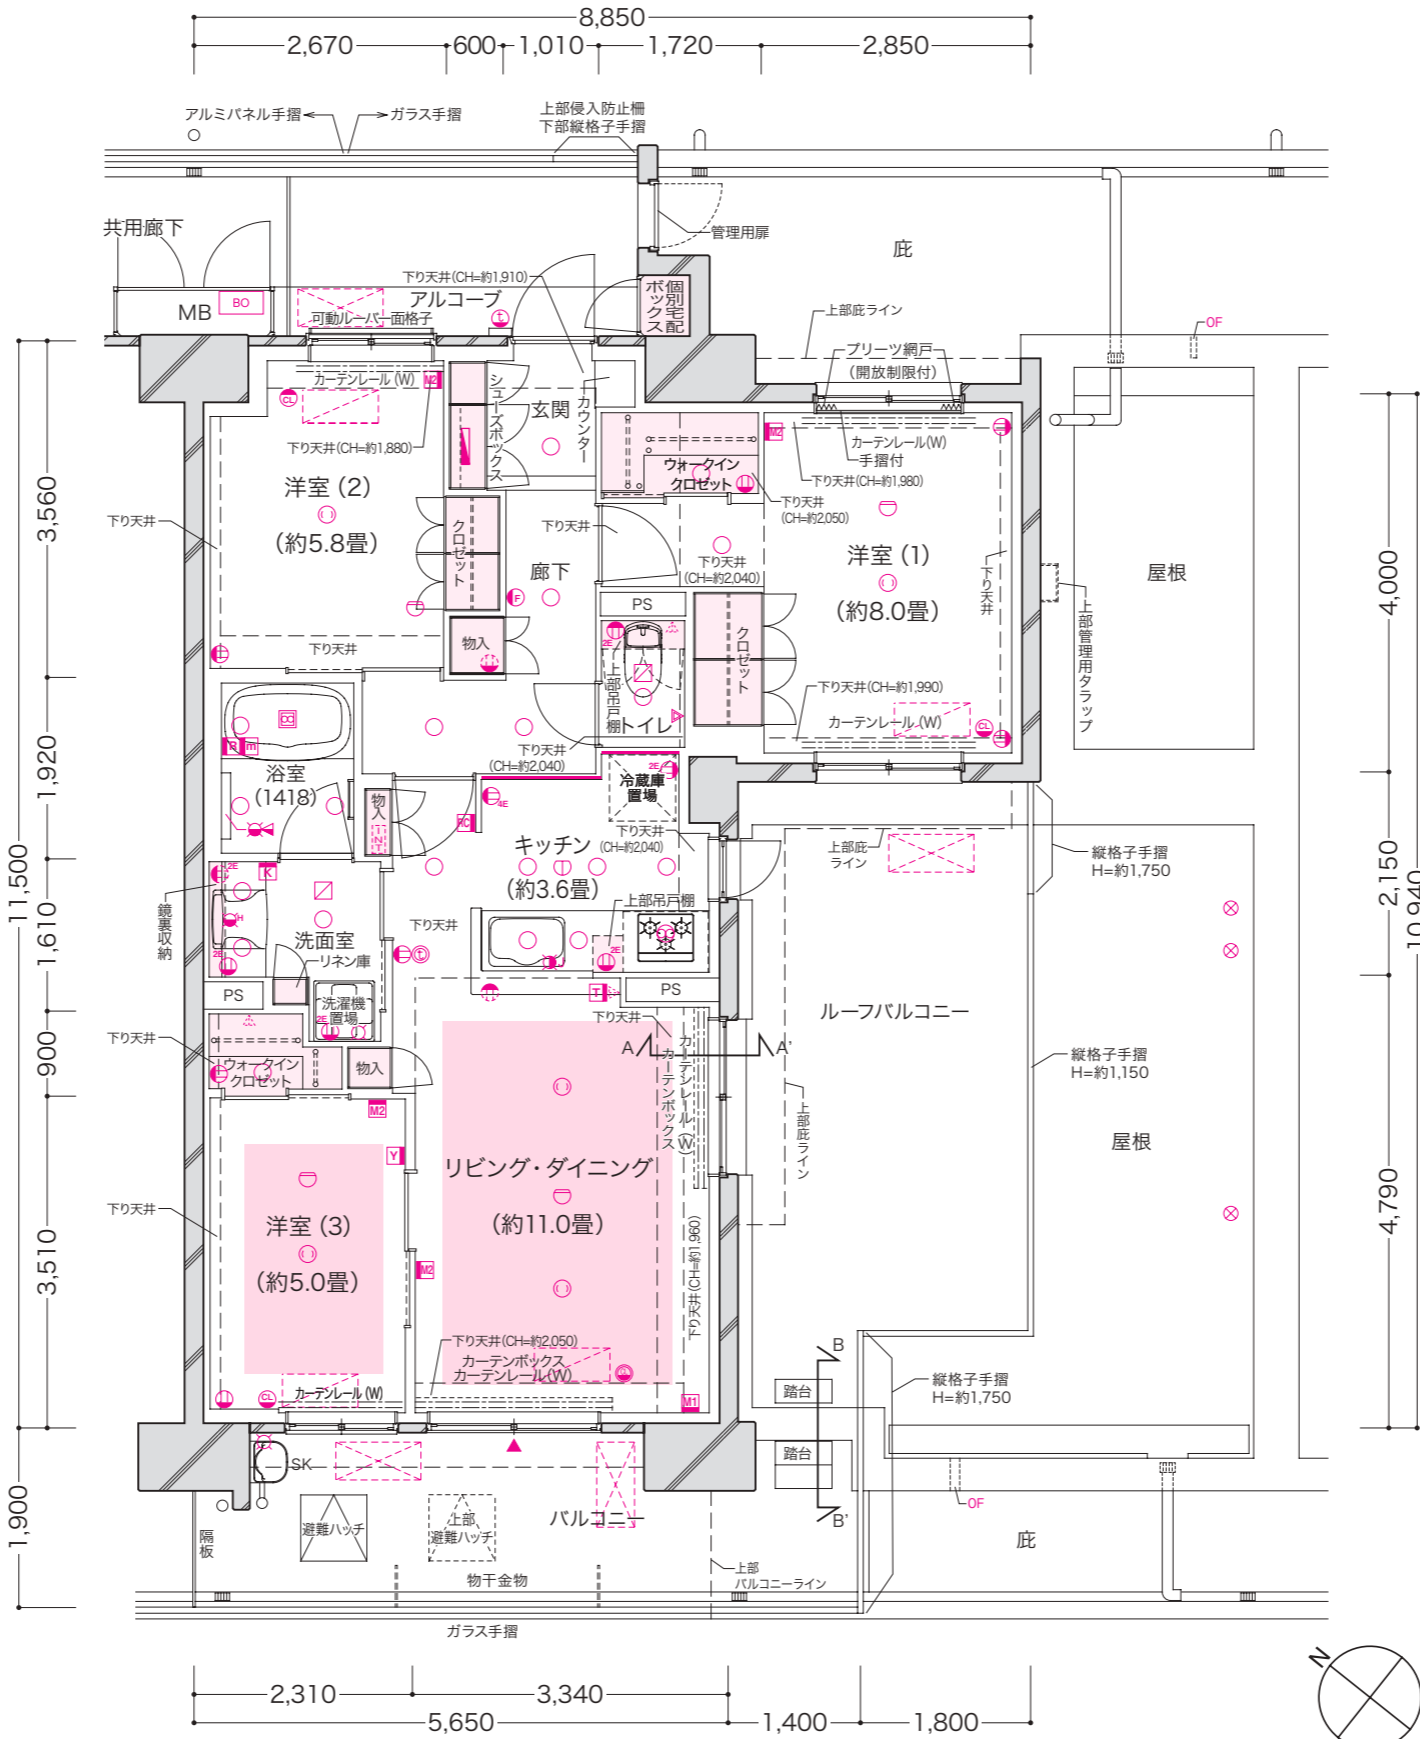 8,850
2,670
600
1,010
1,720
2,850
アルミパネル手摺
ガラス手摺
上部侵入防止柵
下部縦格子手摺
共用廊下
管理用扉
庇
下り天井(CH=約1,910)
アルコーブ
個別宅配
ボックス
MB
BO
可動ルーバー面格子
t
上部庇ライン
OF
プリーツ網戸
(開放制限付)
カーテンレール(W)
M2
CL
シューズボックス
玄関
カウンター
下り天井(CH=約1,880)
M2
カーテンレール(W)
手摺付
ウォークイン
クロゼット
下り天井(CH=約1,980)
下り天井
(CH=約2,050)
洋室(2)
(約5.8畳)
下り天井
クロゼット
下り天井
廊下
F
下り天井
(CH=約2,040)
洋室(1)
(約8.0畳)
下り天井
屋根
上部管理用タラップ
PS
物入
2E
上部吊戸棚
トイレ
クロゼット
下り天井
下り天井(CH=約1,990)
カーテンレール(W)
CL
下り天井
(CH=約2,040)
3,560
1,920
1,610
900
3,510
11,500
1,900
4,000
2,150
4,790
10,940
R
m
浴室
(1418)
物入
INT
RC
4E
2E
冷蔵庫
置場
キッチン
(約3.6畳)
下り天井
(CH=約2,040)
上部吊戸棚
上部庇
ライン
縦格子手摺
H=約1,750
2E
K
鏡裏収納
H
2E
洗面室
リネン庫
下り天井
t
2E
PS
洗濯機
置場
2E
T
PS
下り天井
ルーフバルコニー
下り天井
ウォークイン
クロゼット
物入
A
A'
カーテンレール(W)
カーテンボックス
縦格子手摺
H=約1,150
上部庇ライン
M2
Y
リビング・ダイニング
(約11.0畳)
屋根
下り天井
洋室(3)
(約5.0畳)
M2
下り天井(CH=約1,960)
下り天井(CH=約2,050)
カーテンボックス
カーテンレール(W)
M1
CL
カーテンレール(W)
B
踏台
縦格子手摺
H=約1,750
踏台
B'
SK
OF
隔板
避難ハッチ
上部
避難ハッチ
バルコニー
庇
物干金物
上部
バルコニーライン
ガラス手摺
N
2,310
3,340
5,650
1,400
1,800